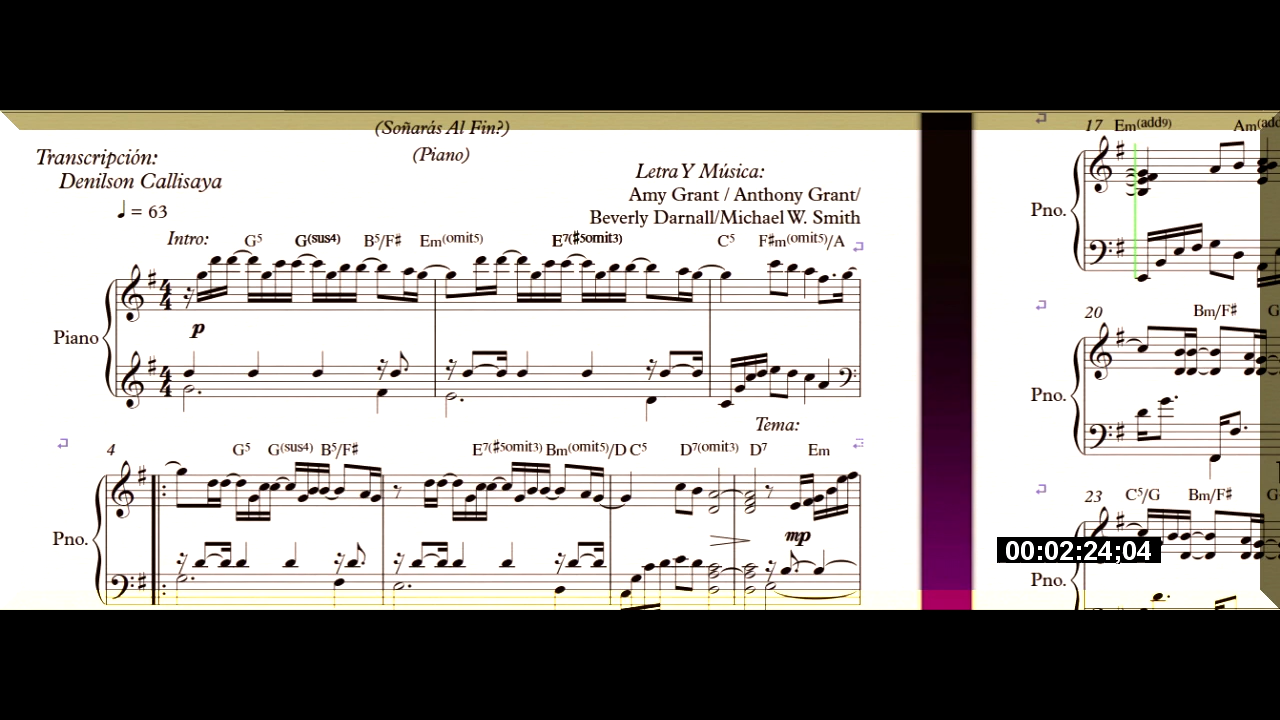 (Soñarás Al Fin?)
(Piano)
Transcripción:
Denilson Callisaya
Letra Y Música:
Amy Grant / Anthony Grant/
Beverly Darnall/Michael W. Smith
♩ = 63
Intro: G5 G(sus4) B5/F# Em(omit5) E7(#5omit3) C5 F#m(omit5)/A
Piano
p
Tema:
4 G5 G(sus4) B5/F# E7(#5omit3) Bm(omit5)/D C5 D7(omit3) D7 Em
Pno.
mp
17 Em(add9) Am(add
Pno.
20 Bm/F# G
Pno.
23 C5/G Bm/F# G
00:02:24;04
Pno.